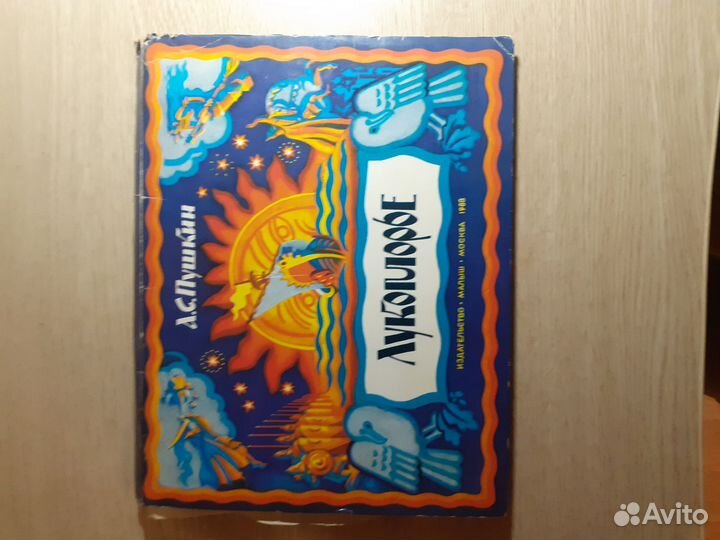 А.С.Пушкин
Лукоморье
ИЗДАТЕЛЬСТВО • МАЛЫШ • МОСКВА 1988
Avito